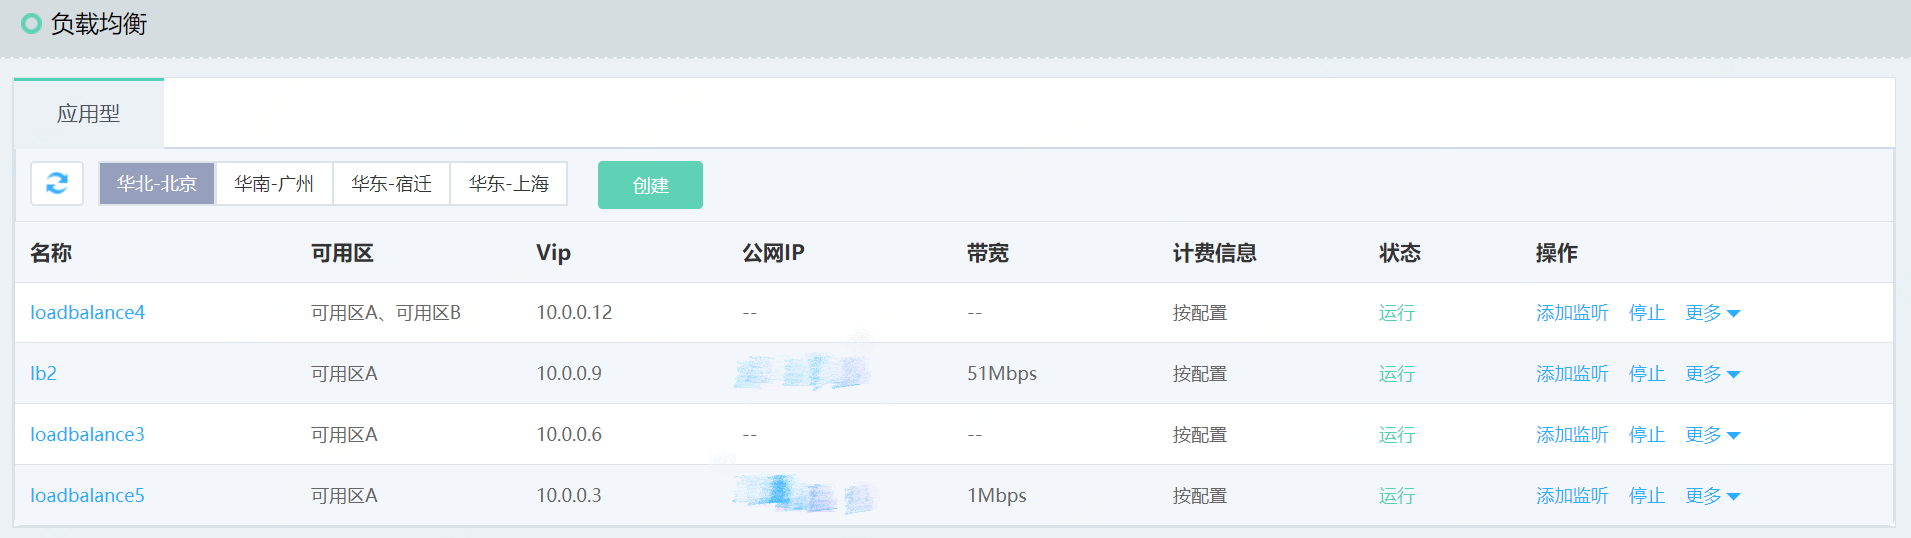 负载均衡
应用型
华北-北京 华南-广州 华东-宿迁 华东-上海 创建
名称 可用区 Vip 公网IP 带宽 计费信息 状态 操作
loadbalance4 可用区A、可用区B 10.0.0.12 -- -- 按配置 运行 添加监听 停止 更多
lb2 可用区A 10.0.0.9 51Mbps 按配置 运行 添加监听 停止 更多
loadbalance3 可用区A 10.0.0.6 -- -- 按配置 运行 添加监听 停止 更多
loadbalance5 可用区A 10.0.0.3 1Mbps 按配置 运行 添加监听 停止 更多